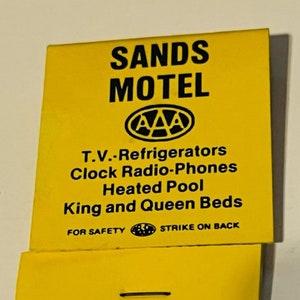 SANDS
MOTEL
AAA
T.V.-Refrigerators
Clock Radio-Phones
Heated Pool
King and Queen Beds
FOR SAFETY STRIKE ON BACK